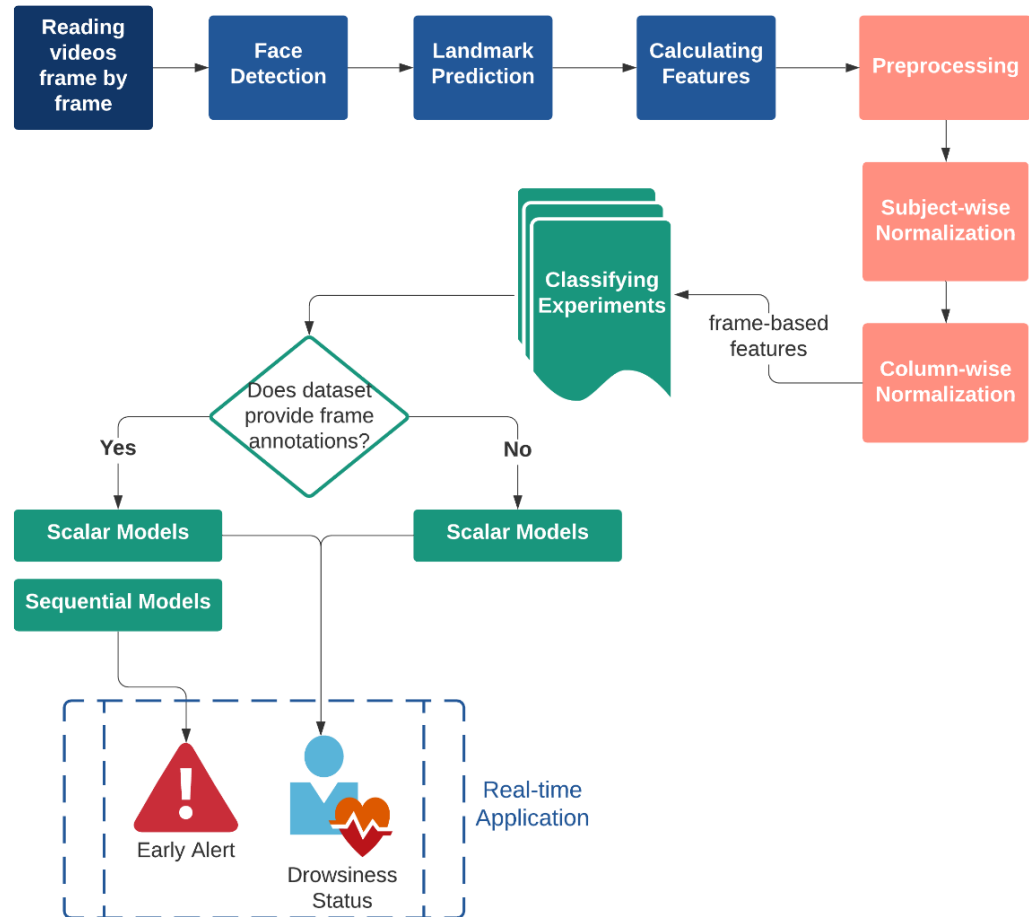 Reading
videos
frame by
frame
Face
Detection
Landmark
Prediction
Calculating
Features
Preprocessing
Subject-wise
Normalization
Column-wise
Normalization
frame-based
features
Classifying
Experiments
Does dataset
provide frame
annotations?
Yes
No
Scalar Models
Scalar Models
Sequential Models
Early Alert
Drowsiness
Status
Real-time
Application